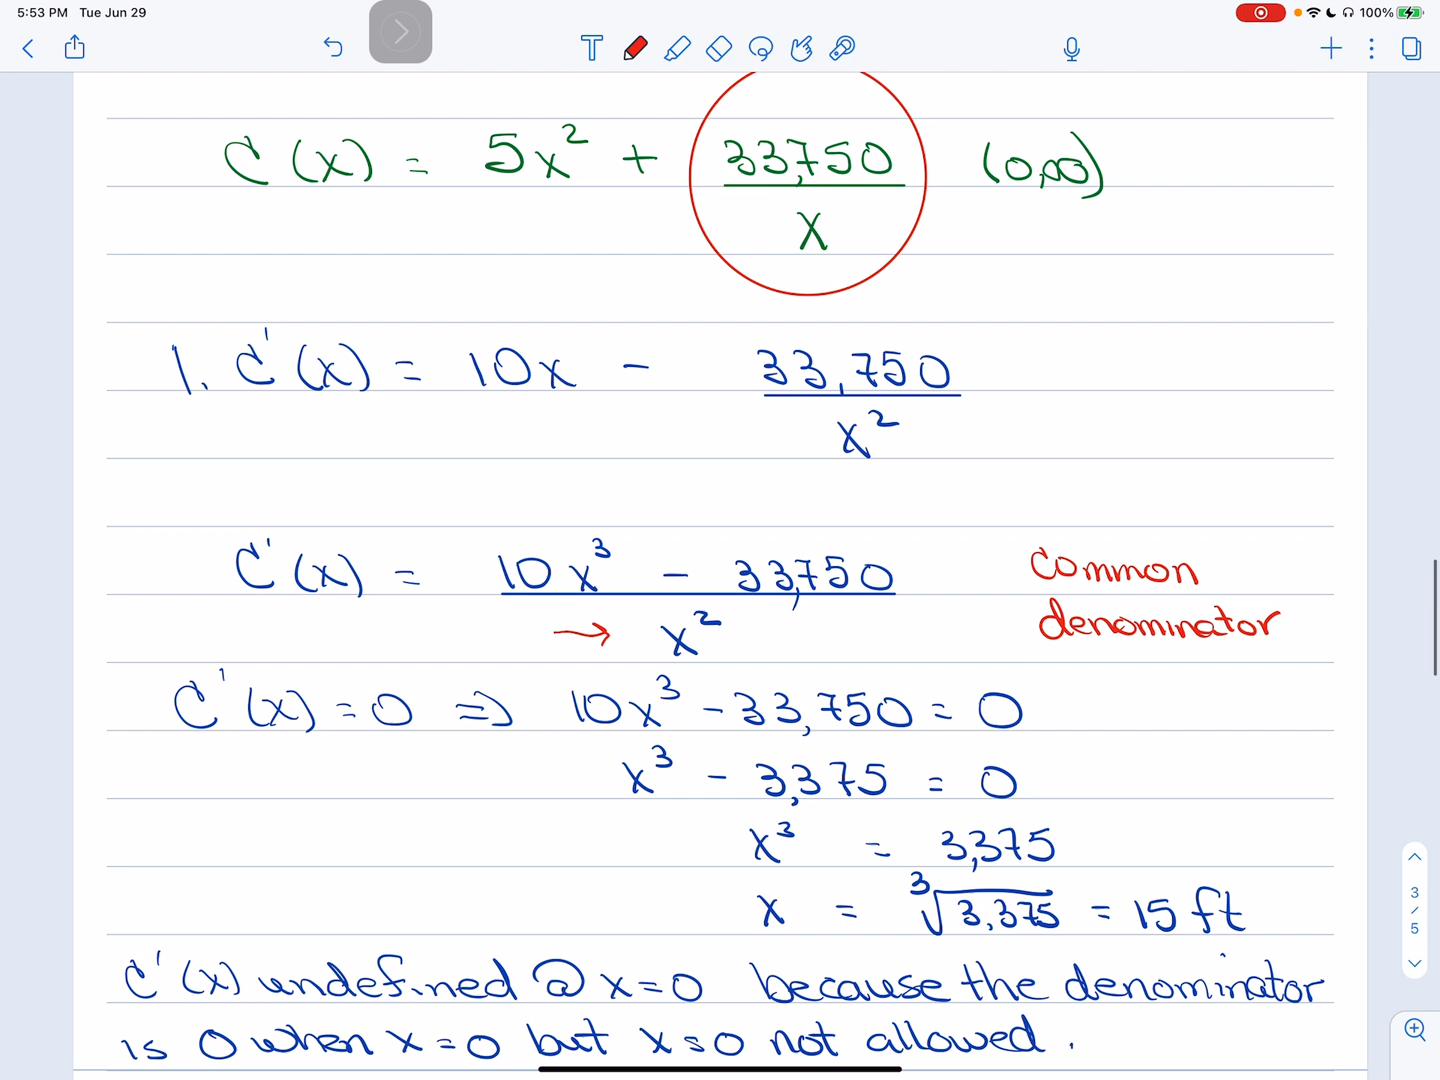 5:53 PM Tue Jun 29
100%
C(x) = 5x² + 33,750 / x (0,∞)
1. C'(x) = 10x - 33,750 / x²
C'(x) = 10x³ - 33,750 / x²
→
common
denominator
C'(x) = 0 ⇒ 10x³ - 33,750 = 0
x³ - 3,375 = 0
x³ = 3,375
x = ³√3,375 = 15 ft
C'(x) undefined @ x=0 because the denominator
is 0 when x=0 but x=0 not allowed.
3
/
5